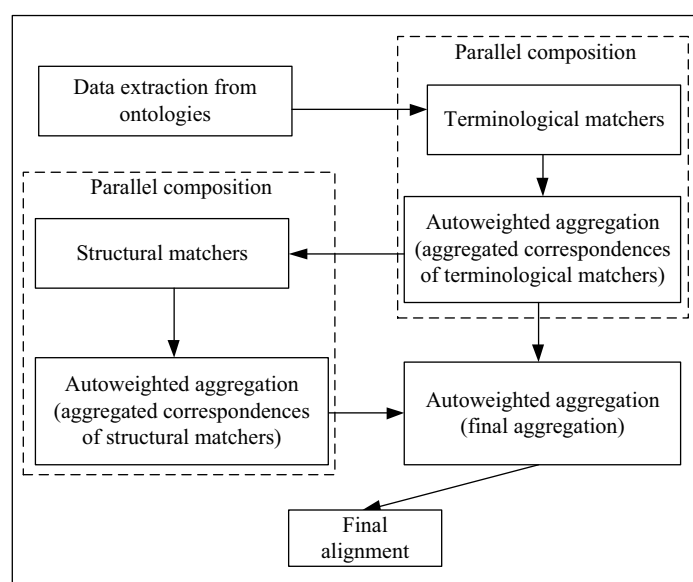 Parallel composition
Data extraction from
ontologies
Terminological matchers
Parallel composition
Autoweighted aggregation
(aggregated correspondences
of terminological matchers)
Structural matchers
Autoweighted aggregation
(aggregated correspondences
of structural matchers)
Autoweighted aggregation
(final aggregation)
Final
alignment